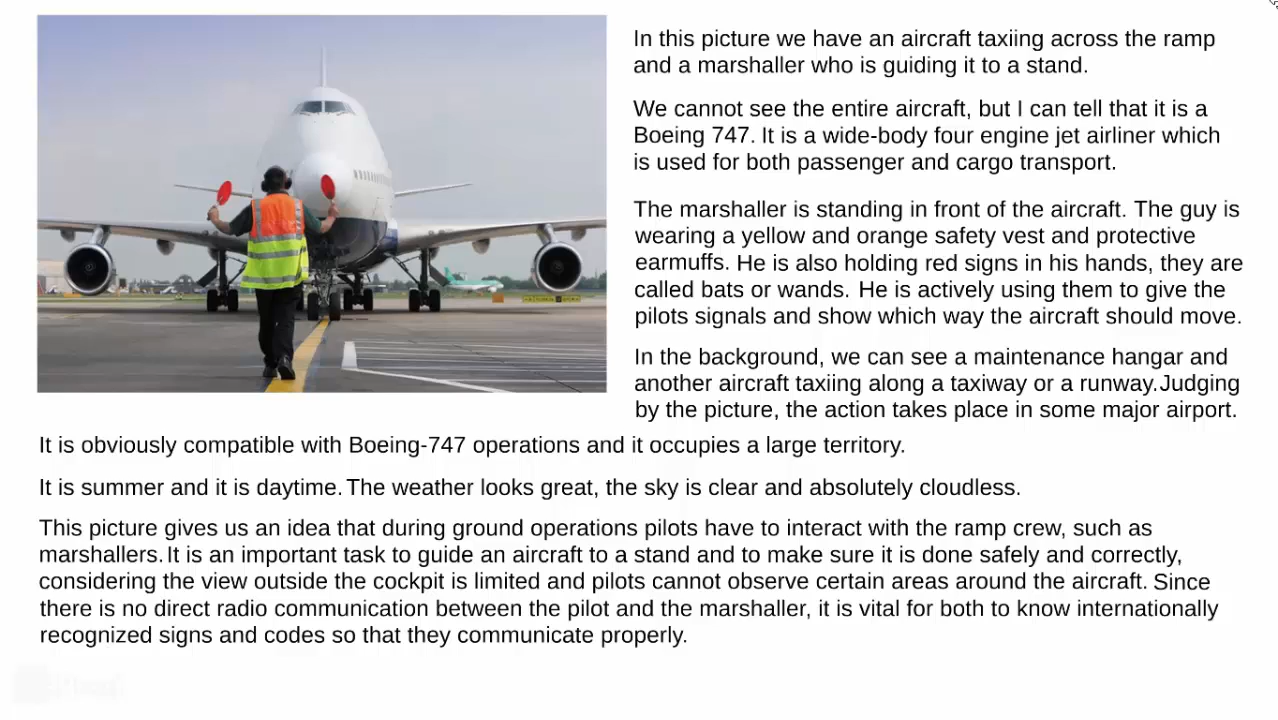 In this picture we have an aircraft taxiing across the ramp
and a marshaller who is guiding it to a stand.
We cannot see the entire aircraft, but I can tell that it is a
Boeing 747. It is a wide-body four engine jet airliner which
is used for both passenger and cargo transport.
The marshaller is standing in front of the aircraft. The guy is
wearing a yellow and orange safety vest and protective
earmuffs. He is also holding red signs in his hands, they are
called bats or wands. He is actively using them to give the
pilots signals and show which way the aircraft should move.
In the background, we can see a maintenance hangar and
another aircraft taxiing along a taxiway or a runway.Judging
by the picture, the action takes place in some major airport.
It is obviously compatible with Boeing-747 operations and it occupies a large territory.
It is summer and it is daytime. The weather looks great, the sky is clear and absolutely cloudless.
This picture gives us an idea that during ground operations pilots have to interact with the ramp crew, such as
marshallers. It is an important task to guide an aircraft to a stand and to make sure it is done safely and correctly,
considering the view outside the cockpit is limited and pilots cannot observe certain areas around the aircraft. Since
there is no direct radio communication between the pilot and the marshaller, it is vital for both to know internationally
recognized signs and codes so that they communicate properly.